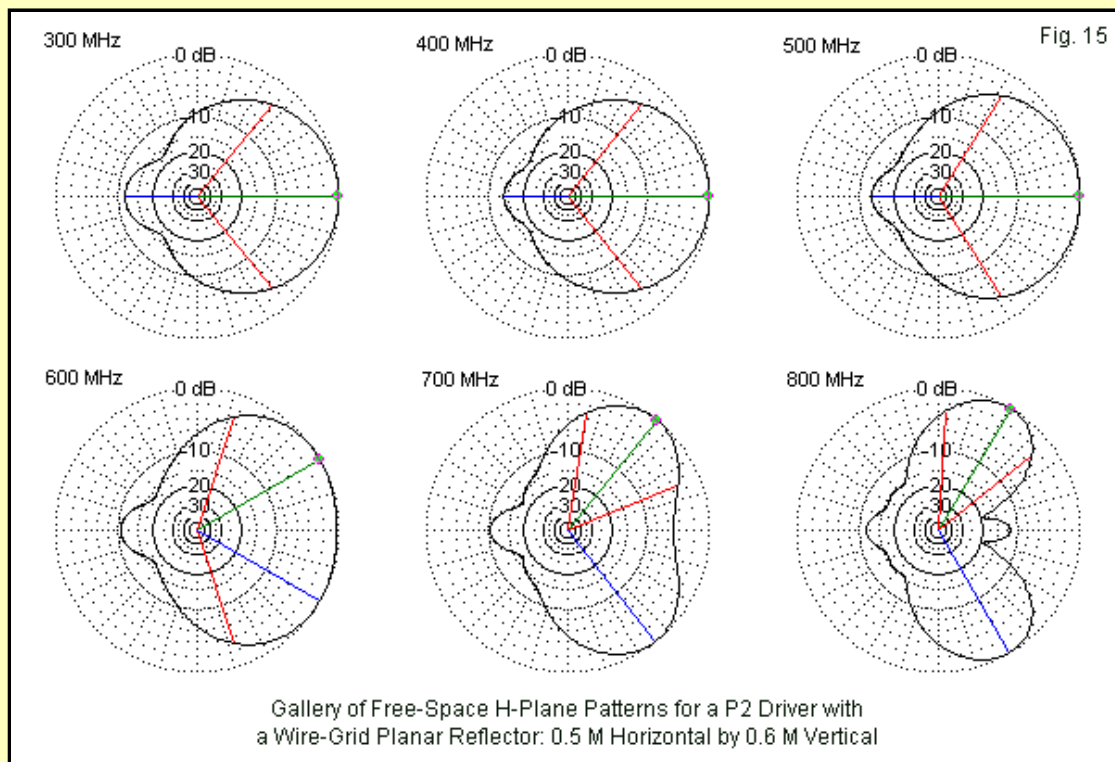 Fig. 15
300 MHz
400 MHz
500 MHz
0 dB
0 dB
0 dB
-10
-10
-10
20
20
20
30
30
30
600 MHz
700 MHz
800 MHz
0 dB
0 dB
0 dB
-10
-10
-10
20
20
20
30
30
30
Gallery of Free-Space H-Plane Patterns for a P2 Driver with
a Wire-Grid Planar Reflector: 0.5 M Horizontal by 0.6 M Vertical